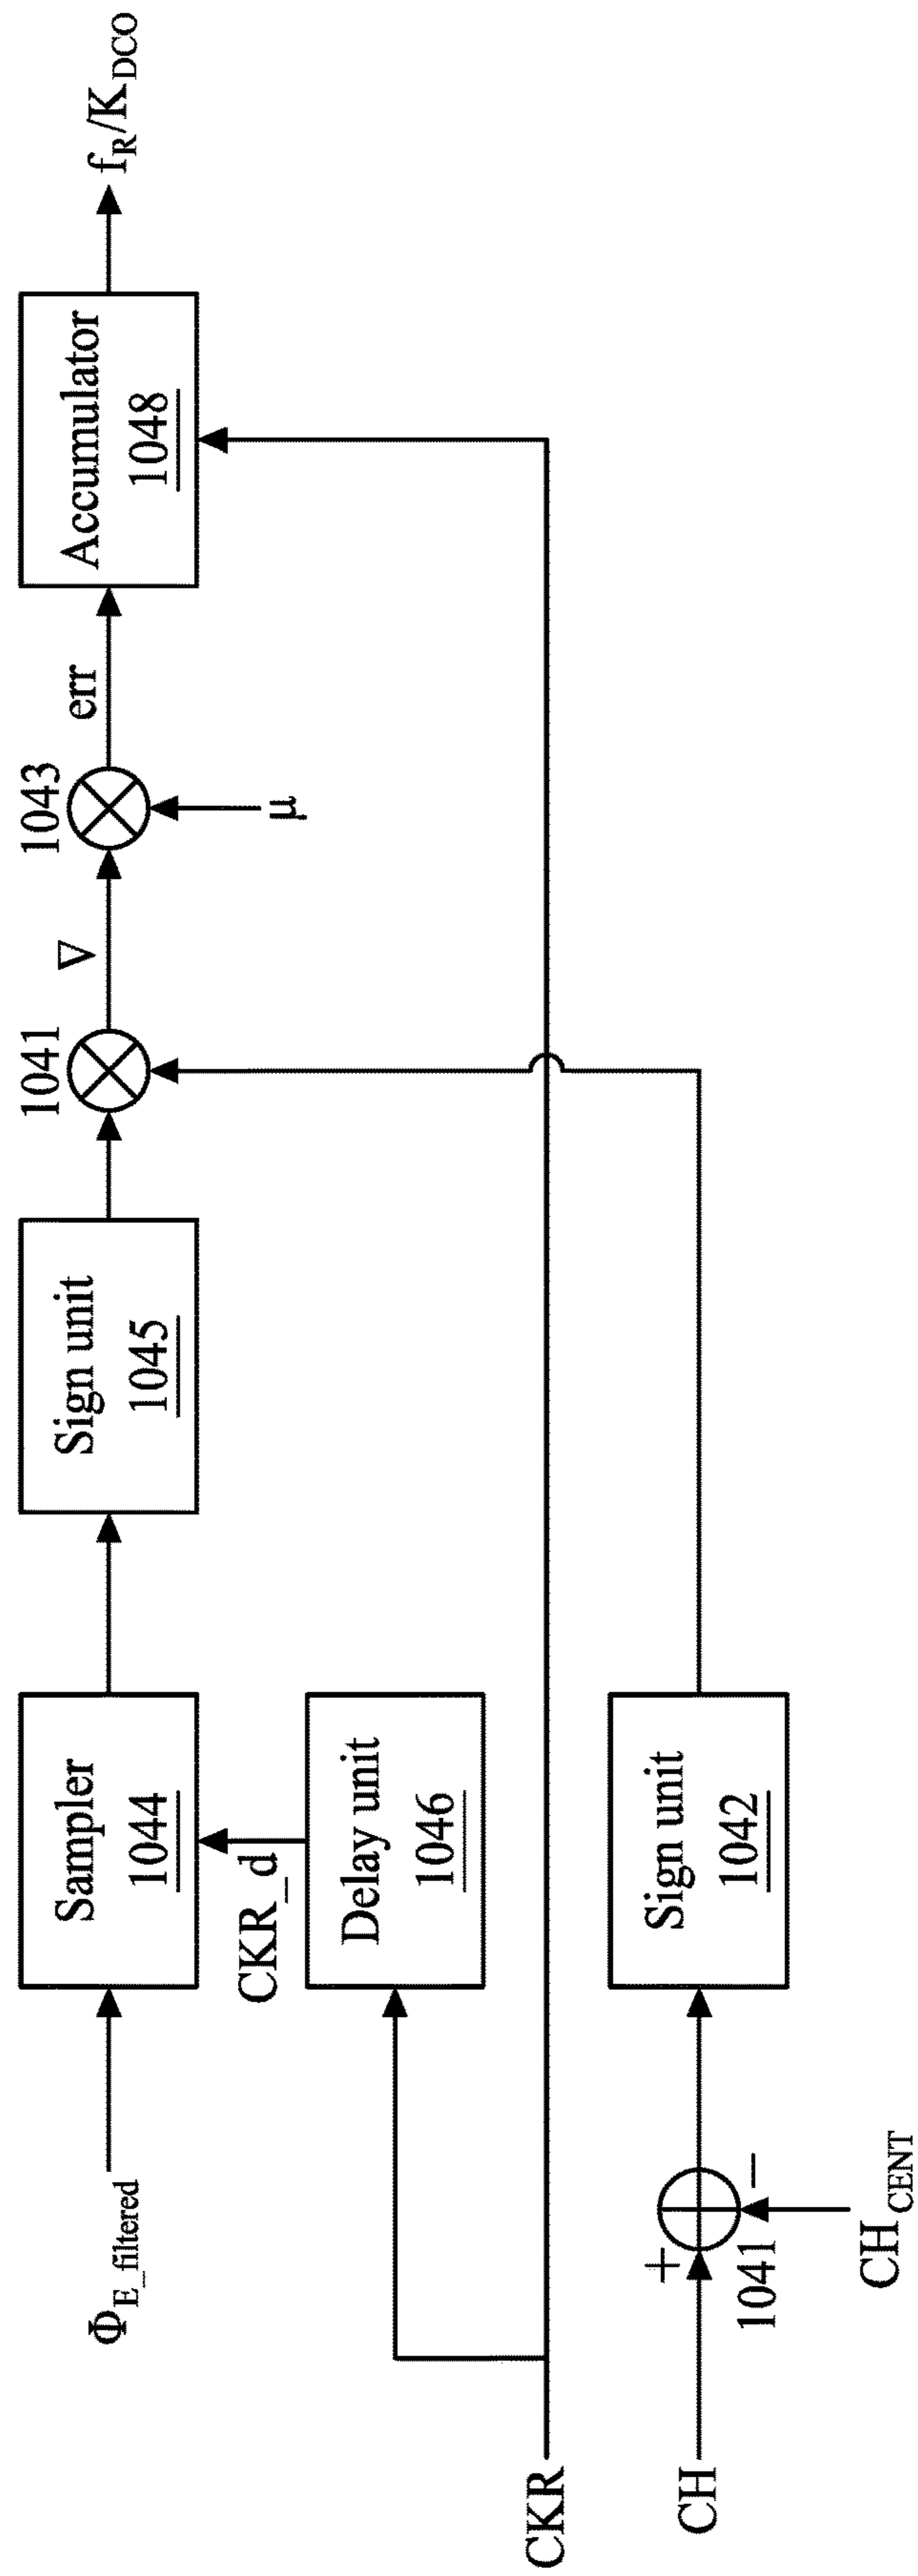 Φ_E_filtered
Sampler
1044
Sign unit
1045
1041
∇
1043
μ
err
Accumulator
1048
f_R/K_DCO
CKR_d
Delay unit
1046
CKR
CH
+
−
1041
CH_CENT
Sign unit
1042